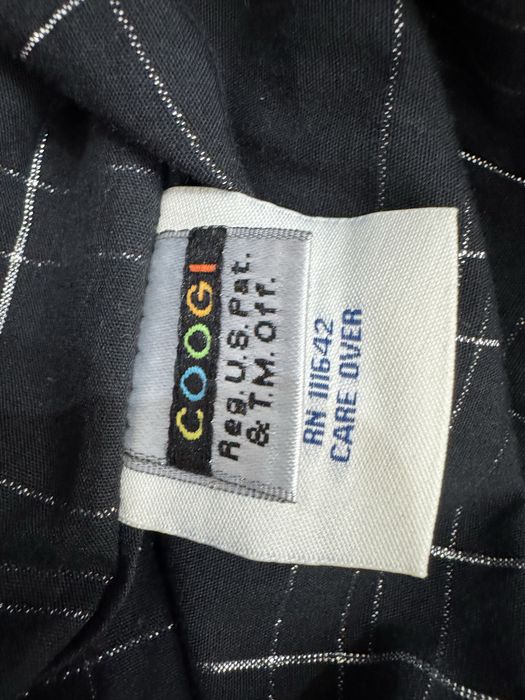 COOGI
Reg. U.S. Pat.
& T.M. Off.
RN 111642
CARE OVER